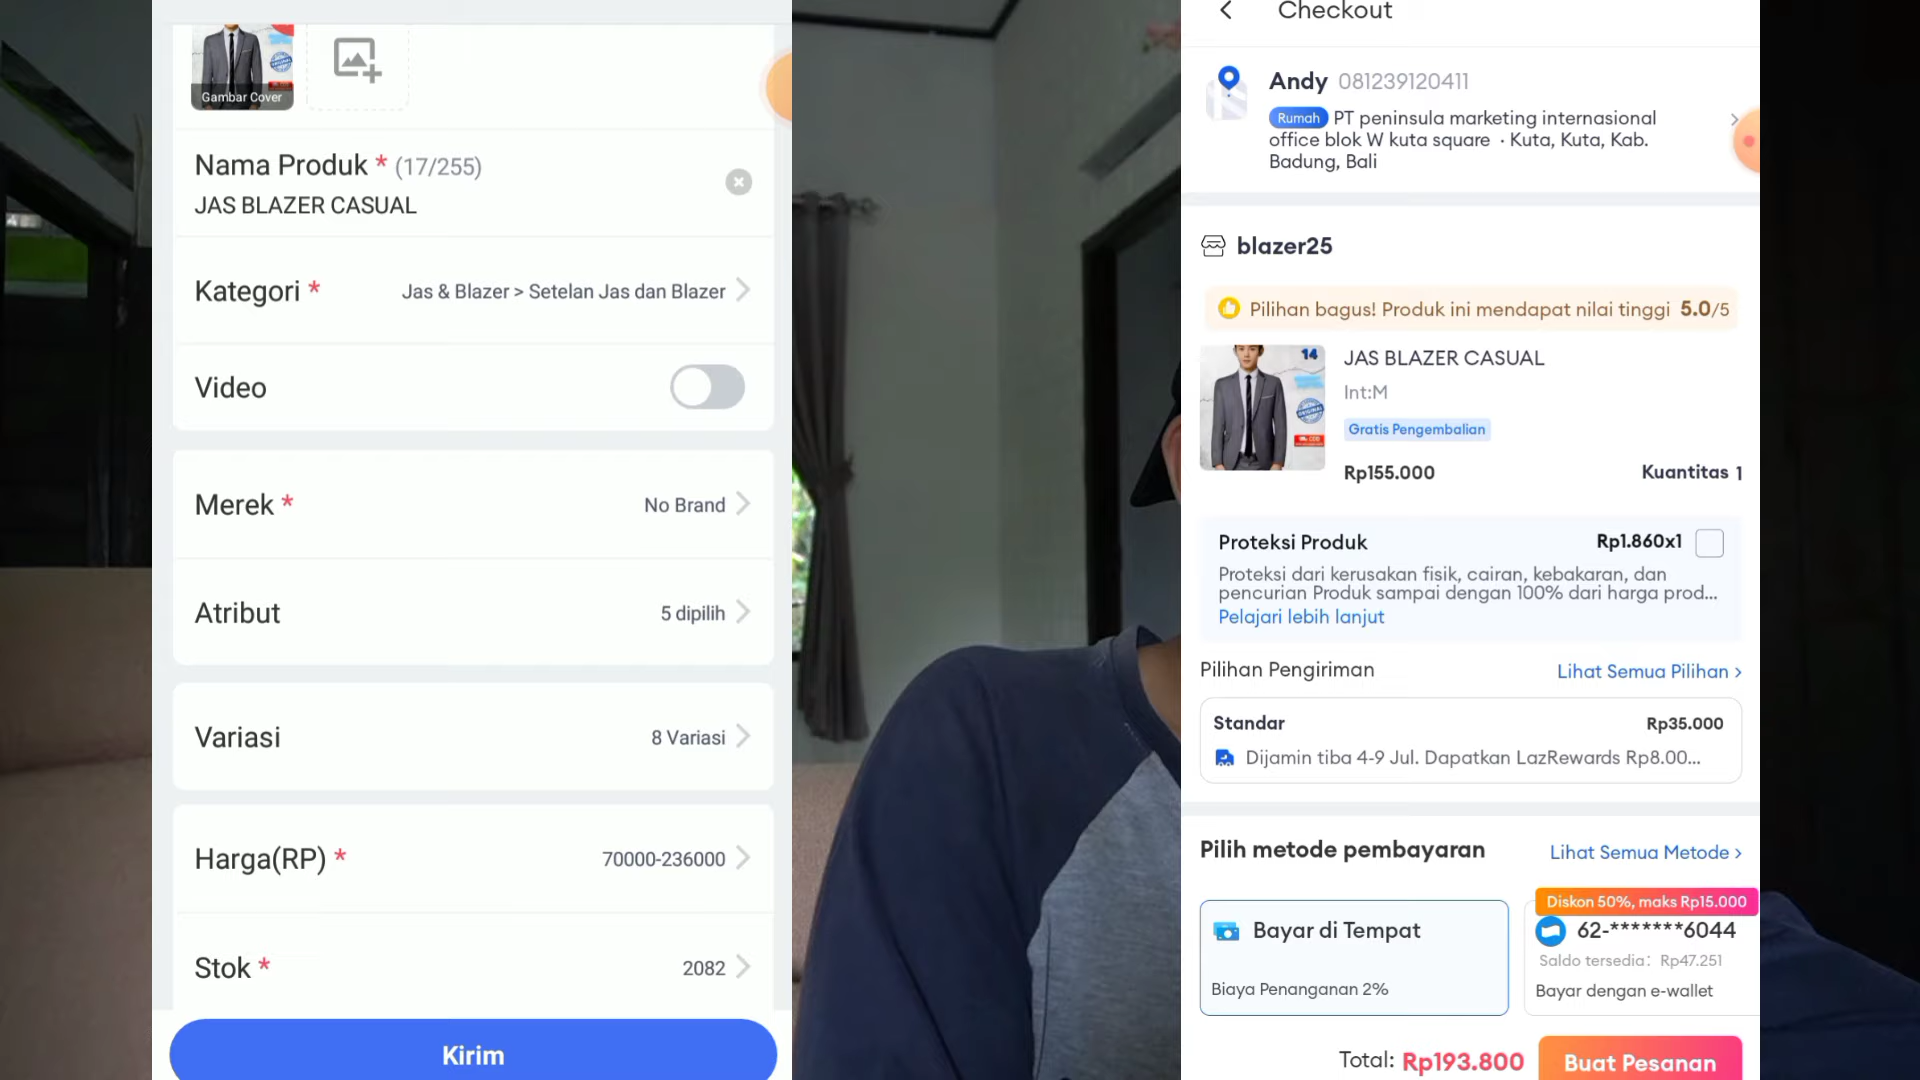 Gambar Cover
Nama Produk * (17/255)
JAS BLAZER CASUAL
Kategori *
Jas & Blazer > Setelan Jas dan Blazer
Video
Merek *
No Brand
Atribut
5 dipilih
Variasi
8 Variasi
Harga(RP) *
70000-236000
Stok *
2082
Kirim
Checkout
Andy 081239120411
Rumah PT peninsula marketing internasional
office blok W kuta square · Kuta, Kuta, Kab.
Badung, Bali
blazer25
Pilihan bagus! Produk ini mendapat nilai tinggi 5.0/5
14
ORIGINAL
COD
JAS BLAZER CASUAL
Int:M
Gratis Pengembalian
Rp155.000
Kuantitas 1
Proteksi Produk
Rp1.860x1
Proteksi dari kerusakan fisik, cairan, kebakaran, dan
pencurian Produk sampai dengan 100% dari harga prod...
Pelajari lebih lanjut
Pilihan Pengiriman
Lihat Semua Pilihan >
Standar
Rp35.000
Dijamin tiba 4-9 Jul. Dapatkan LazRewards Rp8.00...
Pilih metode pembayaran
Lihat Semua Metode >
Diskon 50%, maks Rp15.000
Bayar di Tempat
62-*******6044
Saldo tersedia: Rp47.251
Biaya Penanganan 2%
Bayar dengan e-wallet
Total: Rp193.800
Buat Pesanan